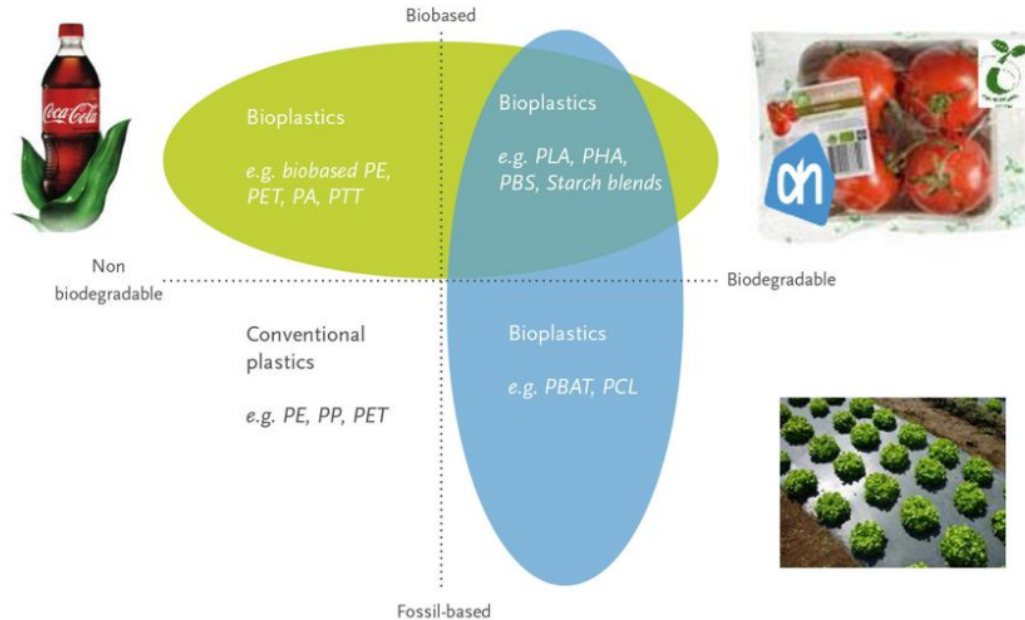 Biobased
Coca-Cola
Bioplastics
e.g. biobased PE,
PET, PA, PTT
Bioplastics
e.g. PLA, PHA,
PBS, Starch blends
ah
Non
biodegradable
Biodegradable
Conventional
plastics
e.g. PE, PP, PET
Bioplastics
e.g. PBAT, PCL
Fossil-based